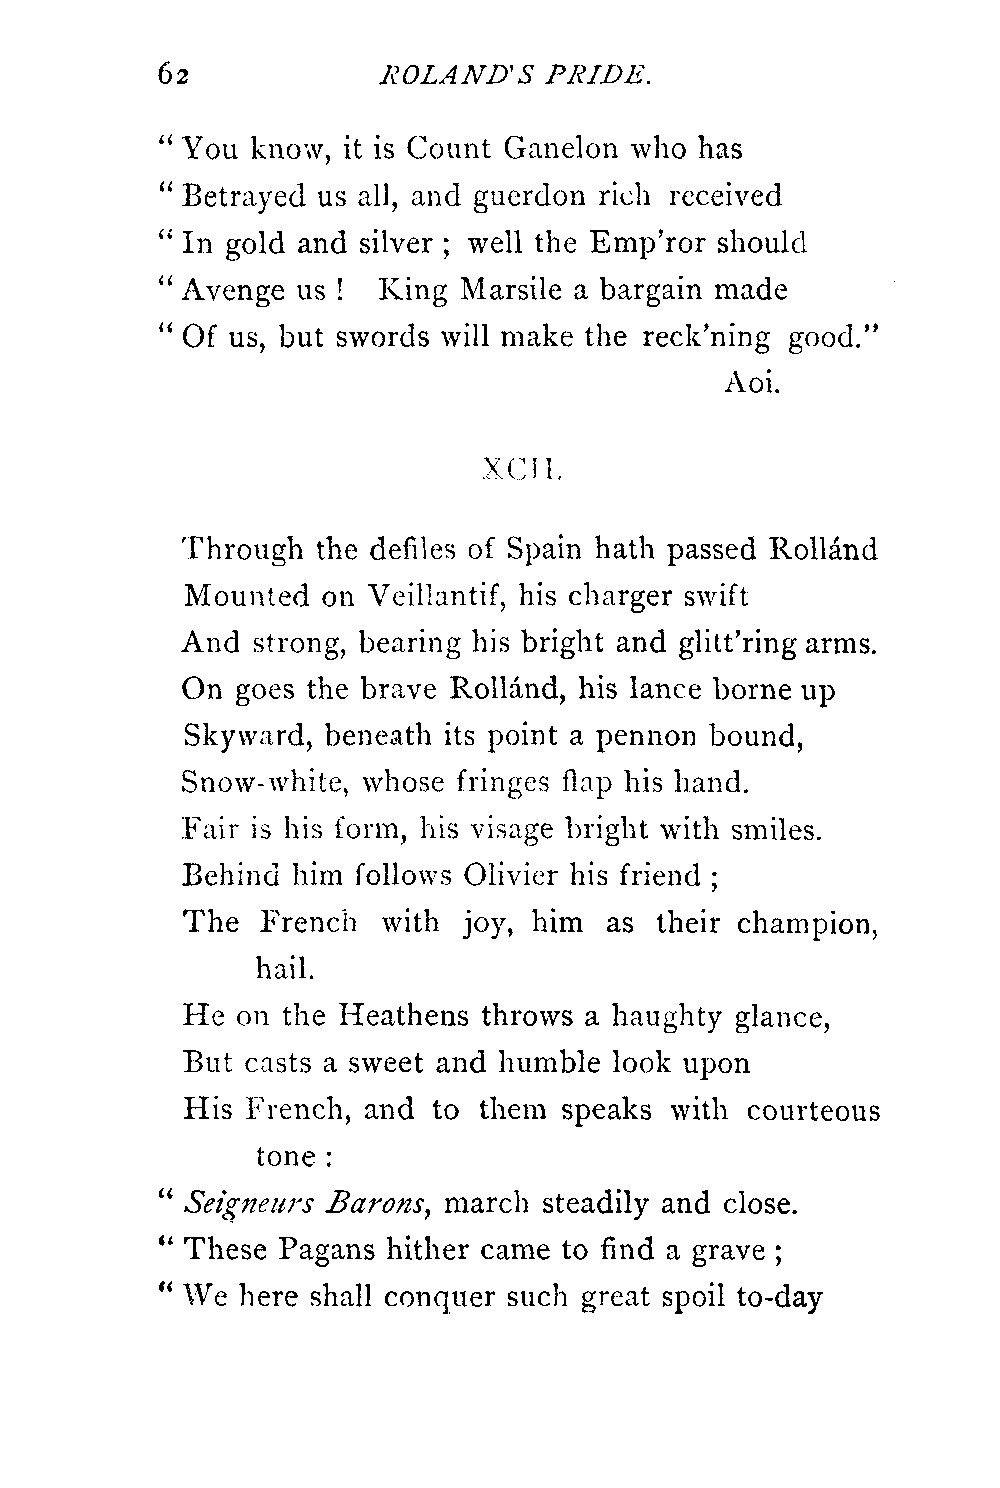 62 ROLAND'S PRIDE.
“ You know, it is Count Ganelon who has
“ Betrayed us all, and guerdon rich received
“ In gold and silver ; well the Emp'ror should
“ Avenge us ! King Marsile a bargain made
“ Of us, but swords will make the reck'ning good.”
Aoi.
XCII.
Through the defiles of Spain hath passed Rollánd
Mounted on Veillantif, his charger swift
And strong, bearing his bright and glitt'ring arms.
On goes the brave Rollánd, his lance borne up
Skyward, beneath its point a pennon bound,
Snow-white, whose fringes flap his hand.
Fair is his form, his visage bright with smiles.
Behind him follows Olivier his friend ;
The French with joy, him as their champion,
hail.
He on the Heathens throws a haughty glance,
But casts a sweet and humble look upon
His French, and to them speaks with courteous
tone :
“ Seigneurs Barons, march steadily and close.
“ These Pagans hither came to find a grave ;
“ We here shall conquer such great spoil to-day